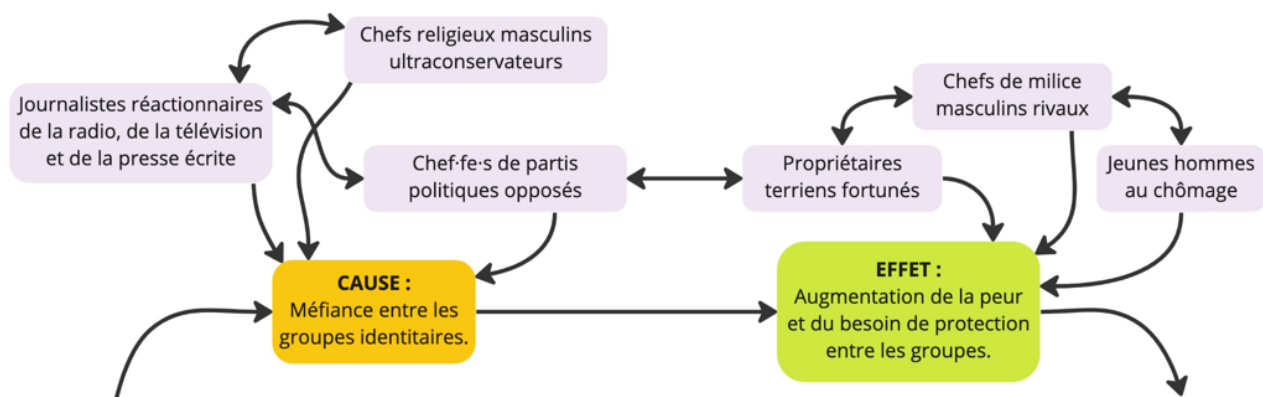 Chefs religieux masculins
ultraconservateurs
Journalistes réactionnaires
de la radio, de la télévision
et de la presse écrite
Chef·fe·s de partis
politiques opposés
Propriétaires
terriens fortunés
Chefs de milice
masculins rivaux
Jeunes hommes
au chômage
CAUSE :
Méfiance entre les
groupes identitaires.
EFFET :
Augmentation de la peur
et du besoin de protection
entre les groupes.